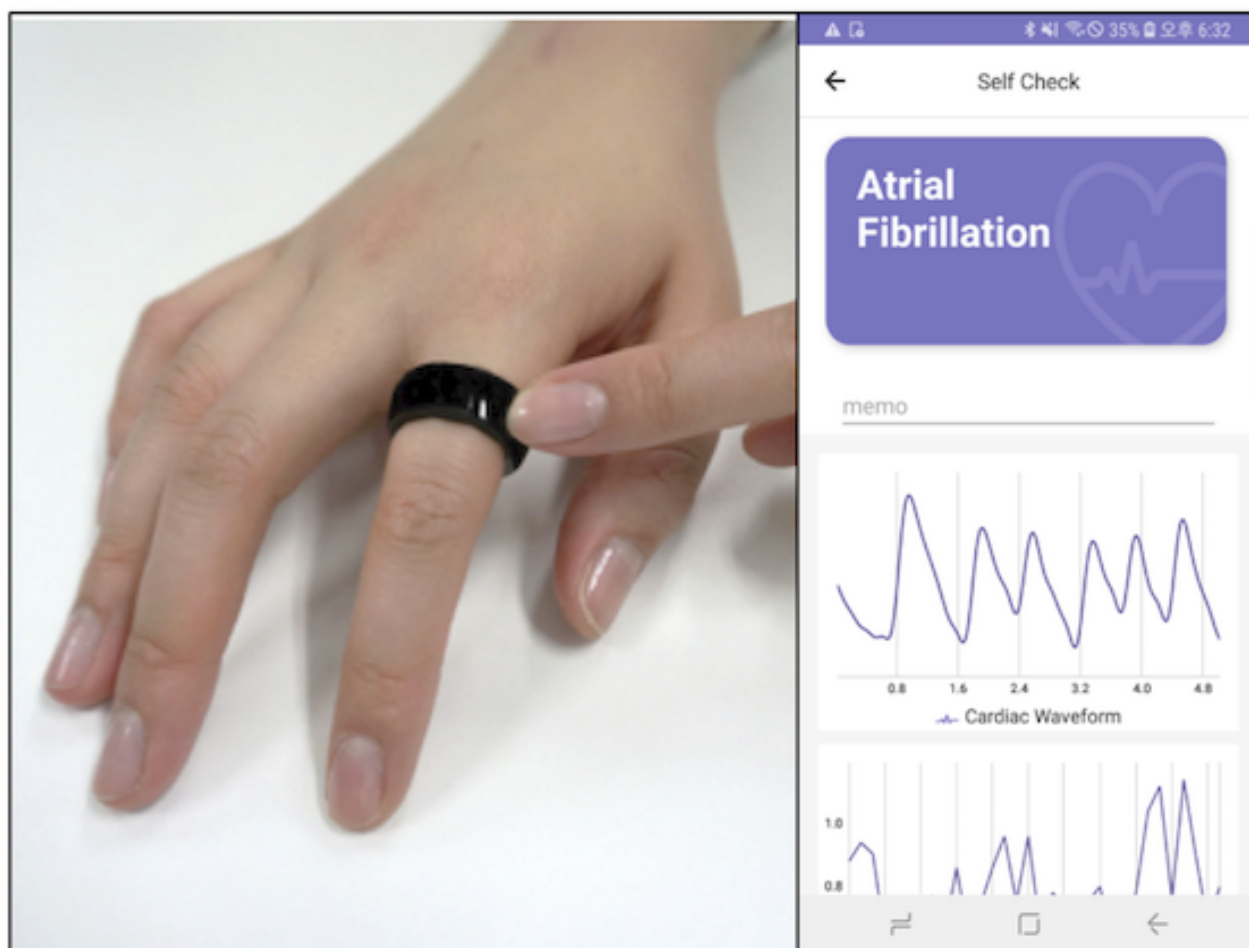 35% 오후 6:32
Self Check
Atrial
Fibrillation
memo
0.8 1.6 2.4 3.2 4.0 4.8
Cardiac Waveform
1.0
0.8